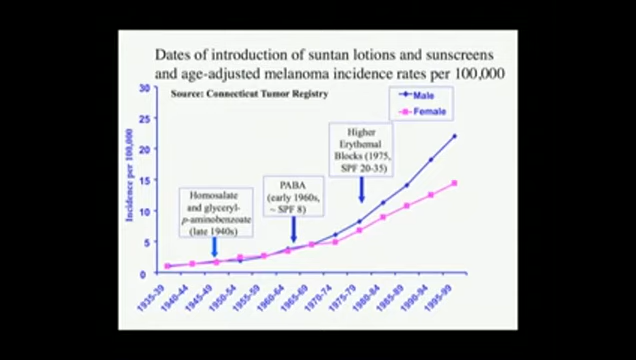 Dates of introduction of suntan lotions and sunscreens
and age-adjusted melanoma incidence rates per 100,000
Source: Connecticut Tumor Registry
Male
Female
Higher
Erythemal
Blocks (1975,
SPF 20-35)
PABA
(early 1960s,
~ SPF 8)
Homosalate
and glyceryl-
p-aminobenzoate
(late 1940s)
Incidence per 100,000
30
25
20
15
10
5
0
1935-39
1940-44
1945-49
1950-54
1955-59
1960-64
1965-69
1970-74
1975-79
1980-84
1985-89
1990-94
1995-99